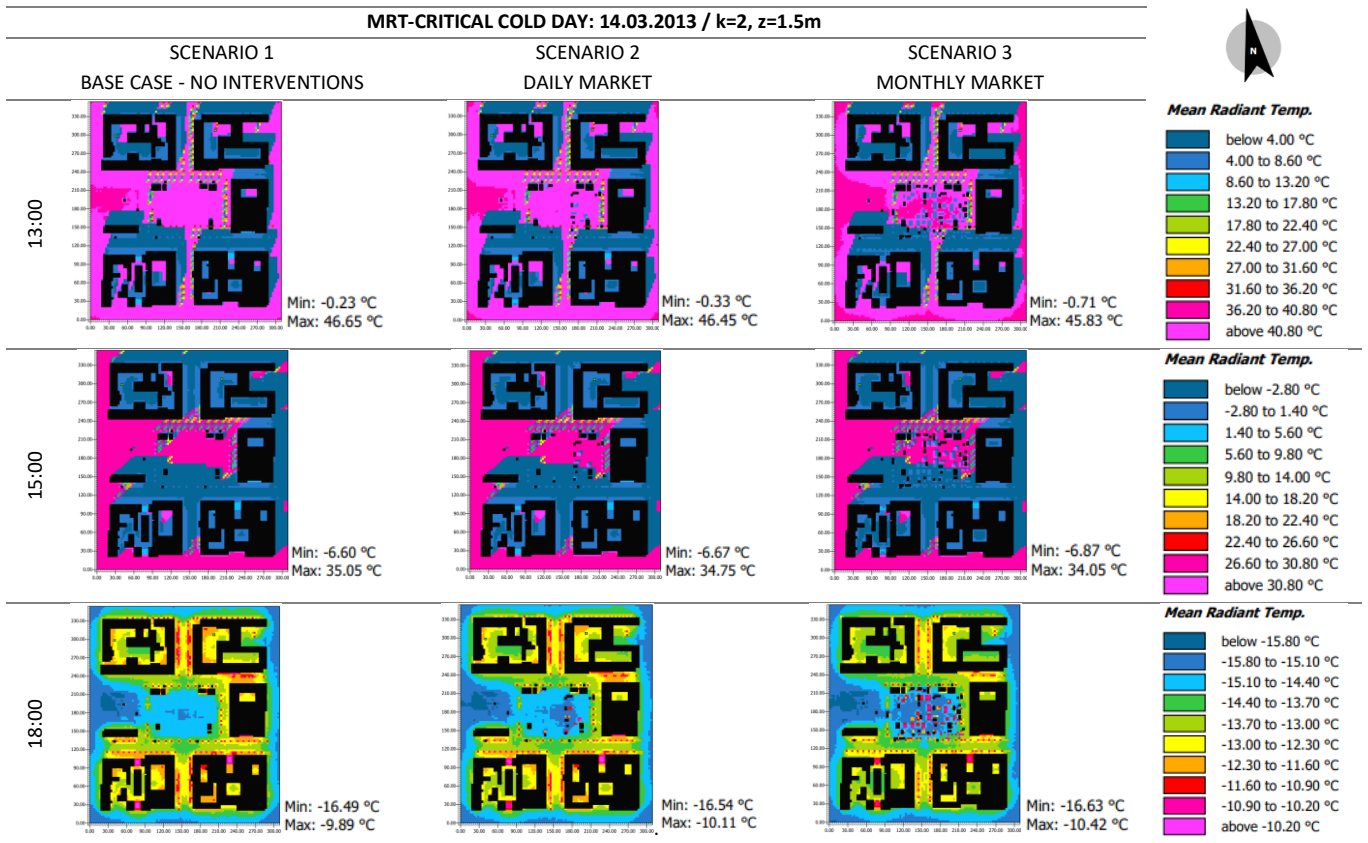 MRT-CRITICAL COLD DAY: 14.03.2013 / k=2, z=1.5m
N
SCENARIO 1
BASE CASE - NO INTERVENTIONS
SCENARIO 2
DAILY MARKET
SCENARIO 3
MONTHLY MARKET
13:00
Min: -0.23 °C
Max: 46.65 °C
Min: -0.33 °C
Max: 46.45 °C
Min: -0.71 °C
Max: 45.83 °C
Mean Radiant Temp.
below 4.00 °C
4.00 to 8.60 °C
8.60 to 13.20 °C
13.20 to 17.80 °C
17.80 to 22.40 °C
22.40 to 27.00 °C
27.00 to 31.60 °C
31.60 to 36.20 °C
36.20 to 40.80 °C
above 40.80 °C
15:00
Min: -6.60 °C
Max: 35.05 °C
Min: -6.67 °C
Max: 34.75 °C
Min: -6.87 °C
Max: 34.05 °C
Mean Radiant Temp.
below -2.80 °C
-2.80 to 1.40 °C
1.40 to 5.60 °C
5.60 to 9.80 °C
9.80 to 14.00 °C
14.00 to 18.20 °C
18.20 to 22.40 °C
22.40 to 26.60 °C
26.60 to 30.80 °C
above 30.80 °C
18:00
Min: -16.49 °C
Max: -9.89 °C
Min: -16.54 °C
Max: -10.11 °C
.
Min: -16.63 °C
Max: -10.42 °C
Mean Radiant Temp.
below -15.80 °C
-15.80 to -15.10 °C
-15.10 to -14.40 °C
-14.40 to -13.70 °C
-13.70 to -13.00 °C
-13.00 to -12.30 °C
-12.30 to -11.60 °C
-11.60 to -10.90 °C
-10.90 to -10.20 °C
above -10.20 °C